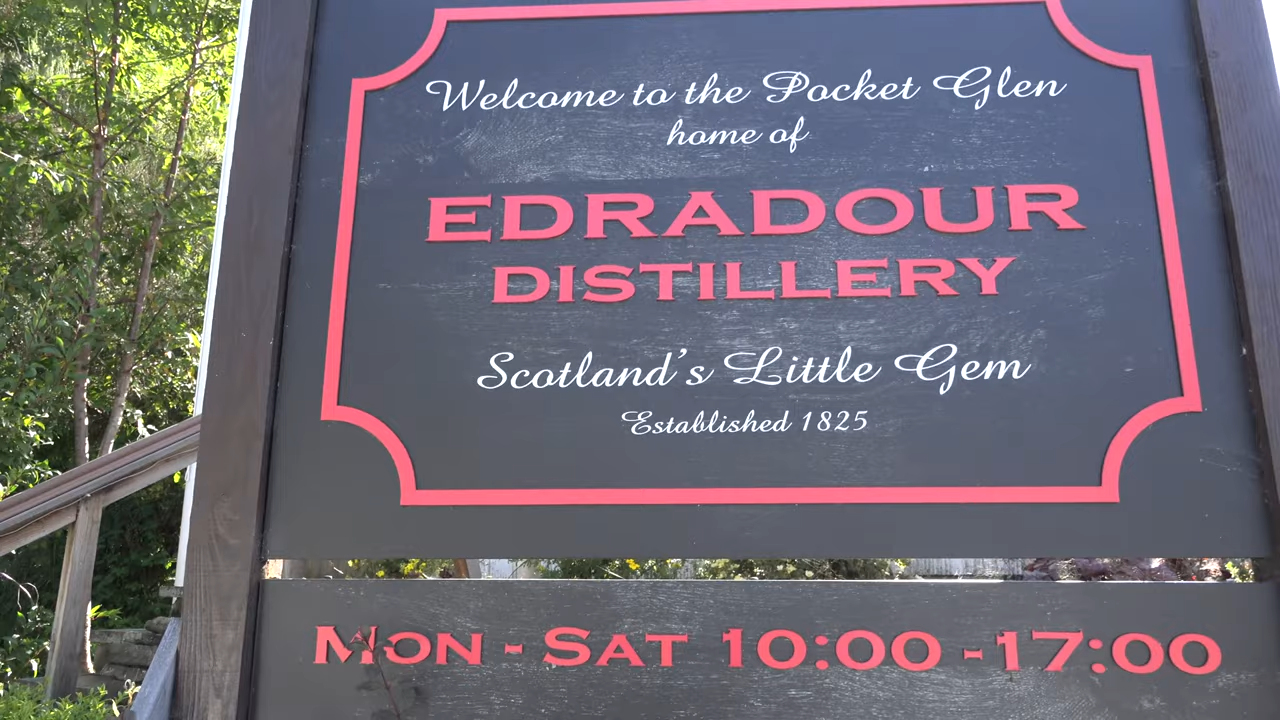 Welcome to the Pocket Glen
home of
EDRADOUR
DISTILLERY
Scotland's Little Gem
Established 1825
MON - SAT 10:00 -17:00